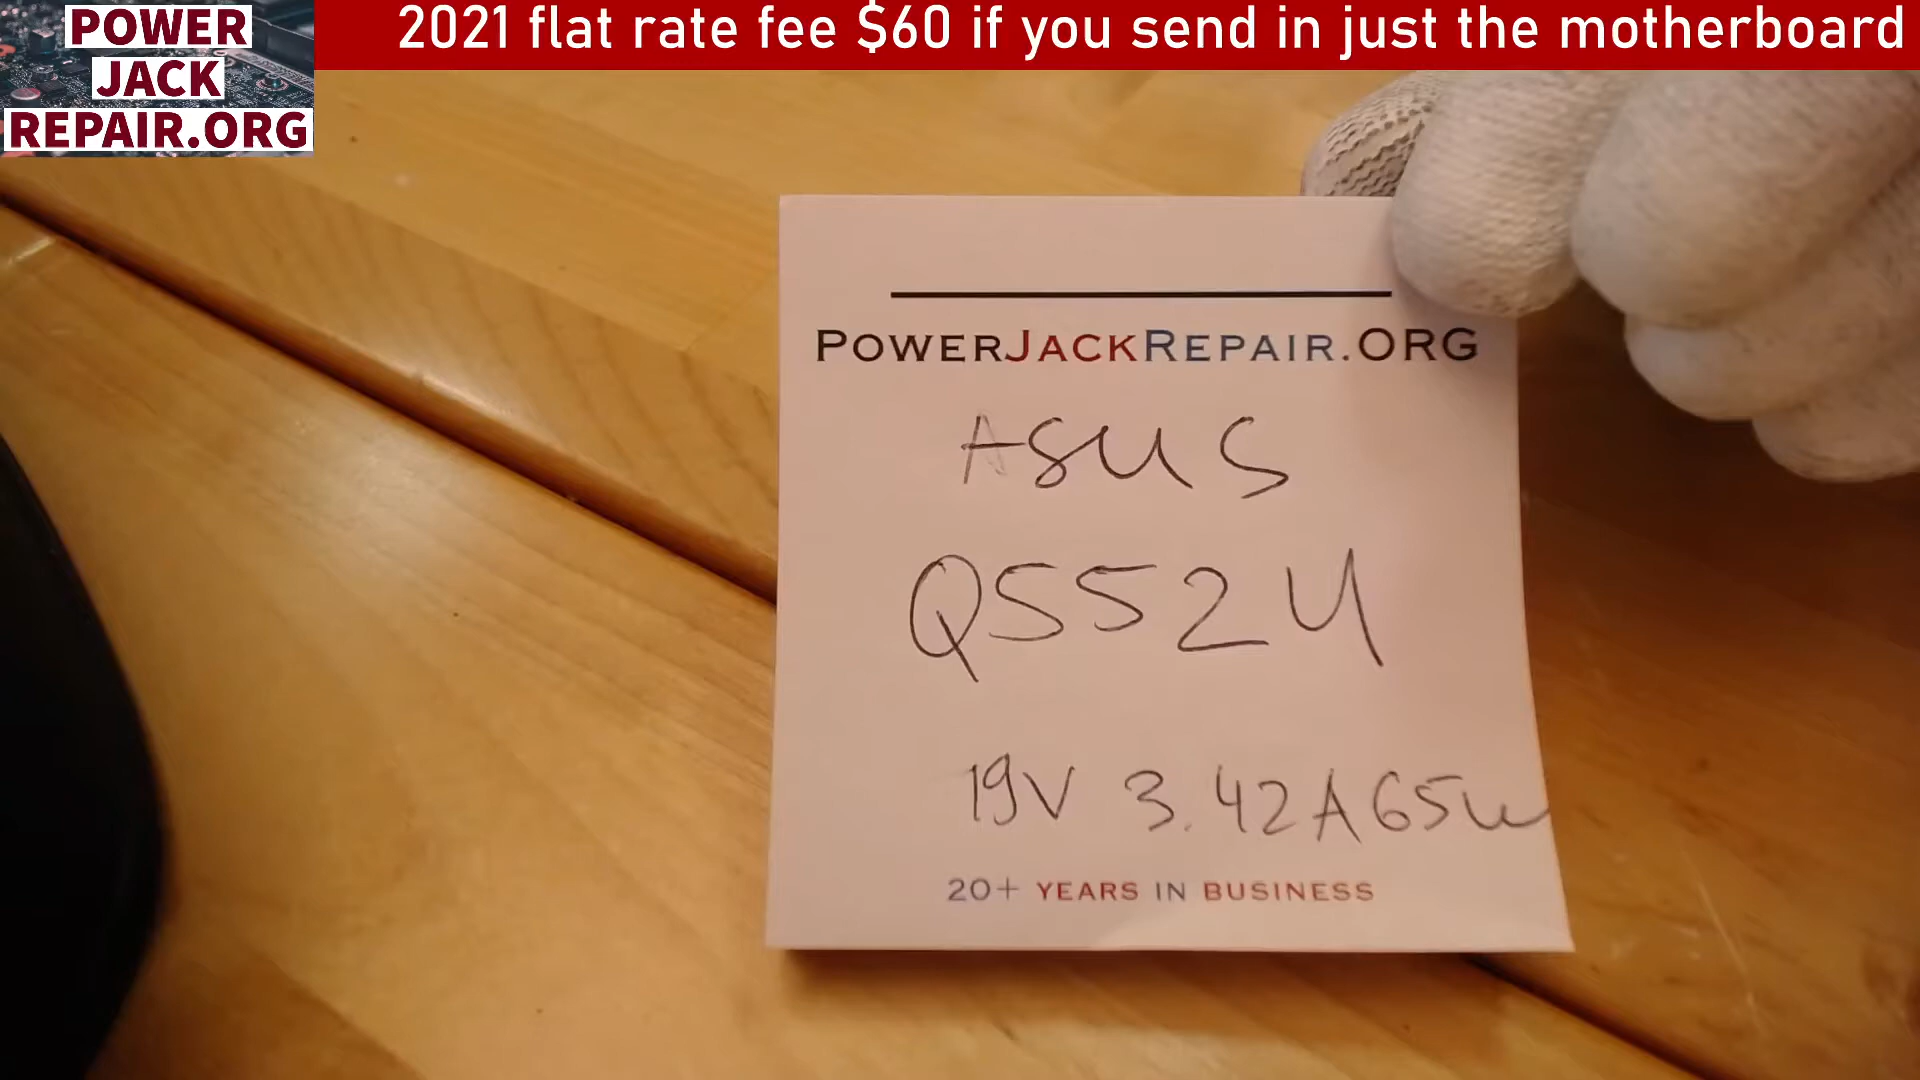 POWER
JACK
REPAIR.ORG
2021 flat rate fee $60 if you send in just the motherboard
POWERJACKREPAIR.ORG
ASUS
Q552U
19V 3.42A 65W
20+ YEARS IN BUSINESS